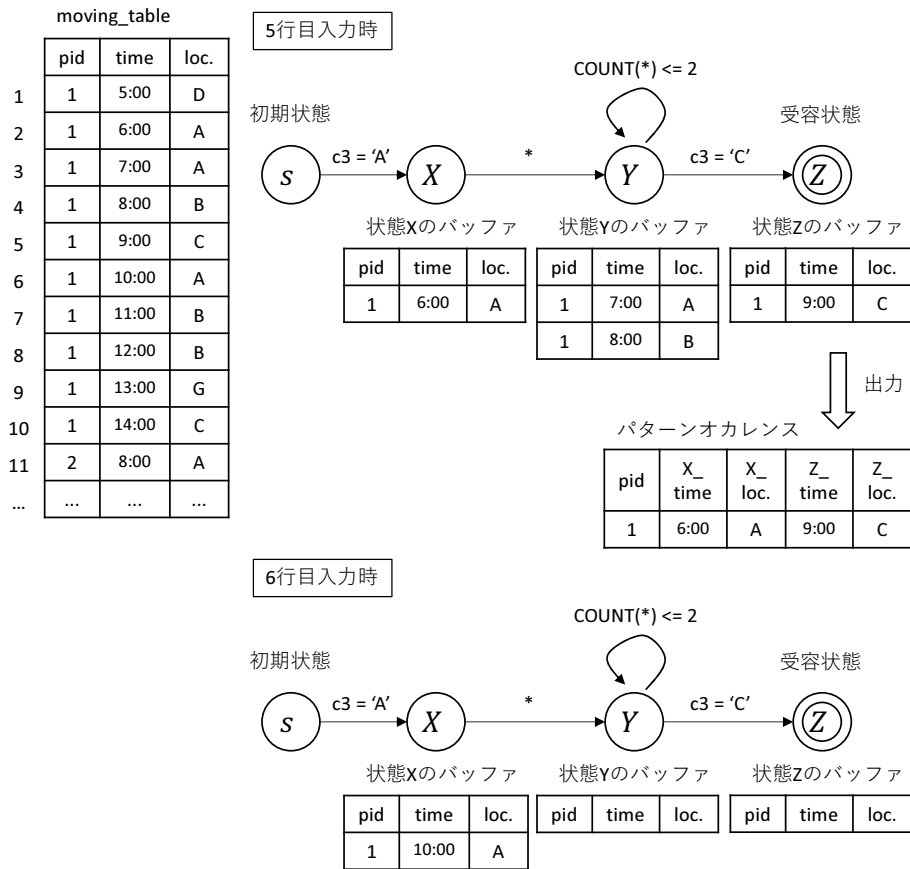 moving_table
pid time loc.
1 1 5:00 D
2 1 6:00 A
3 1 7:00 A
4 1 8:00 B
5 1 9:00 C
6 1 10:00 A
7 1 11:00 B
8 1 12:00 B
9 1 13:00 G
10 1 14:00 C
11 2 8:00 A
... ... ... ...
5行目入力時
COUNT(*) <= 2
初期状態 受容状態
s c3 = 'A' X * Y c3 = 'C' Z
状態Xのバッファ 状態Yのバッファ 状態Zのバッファ
pid time loc. pid time loc. pid time loc.
1 6:00 A 1 7:00 A 1 9:00 C
1 8:00 B
出力
パターンオカレンス
pid X_ time X_ loc. Z_ time Z_ loc.
1 6:00 A 9:00 C
6行目入力時
COUNT(*) <= 2
初期状態 受容状態
s c3 = 'A' X * Y c3 = 'C' Z
状態Xのバッファ 状態Yのバッファ 状態Zのバッファ
pid time loc. pid time loc. pid time loc.
1 10:00 A